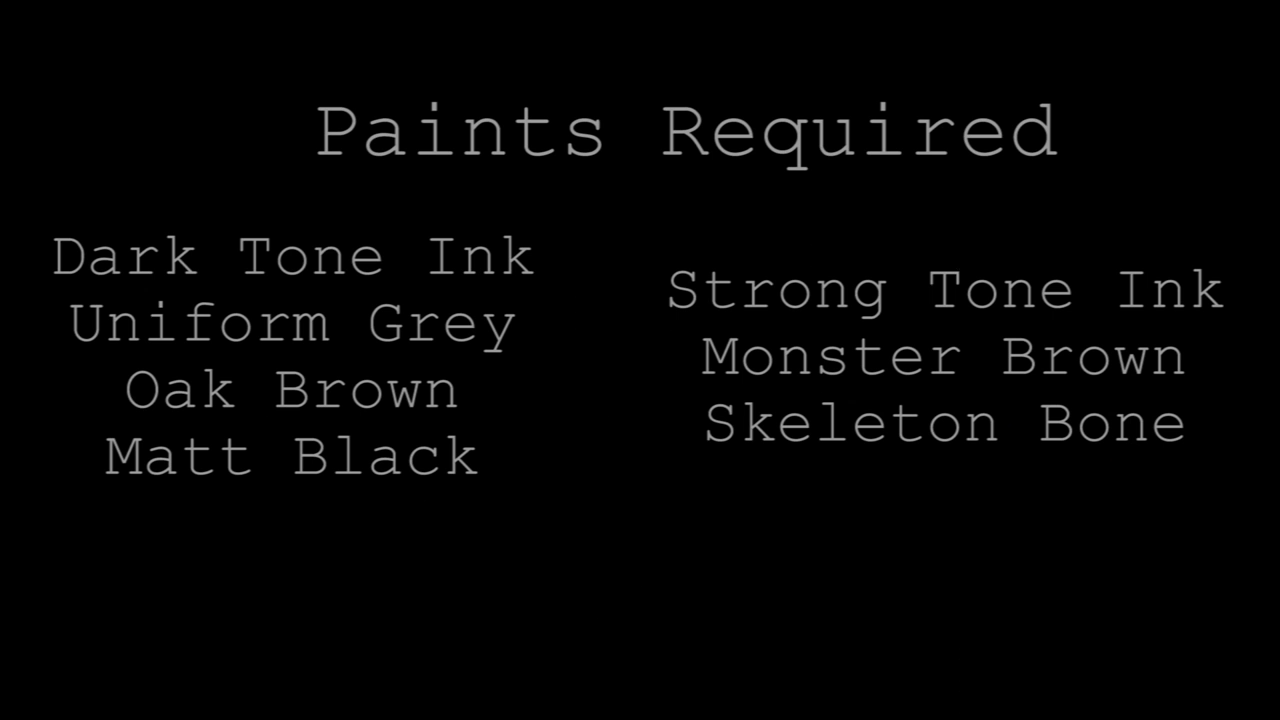 Paints Required
Dark Tone Ink
Uniform Grey
Oak Brown
Matt Black
Strong Tone Ink
Monster Brown
Skeleton Bone